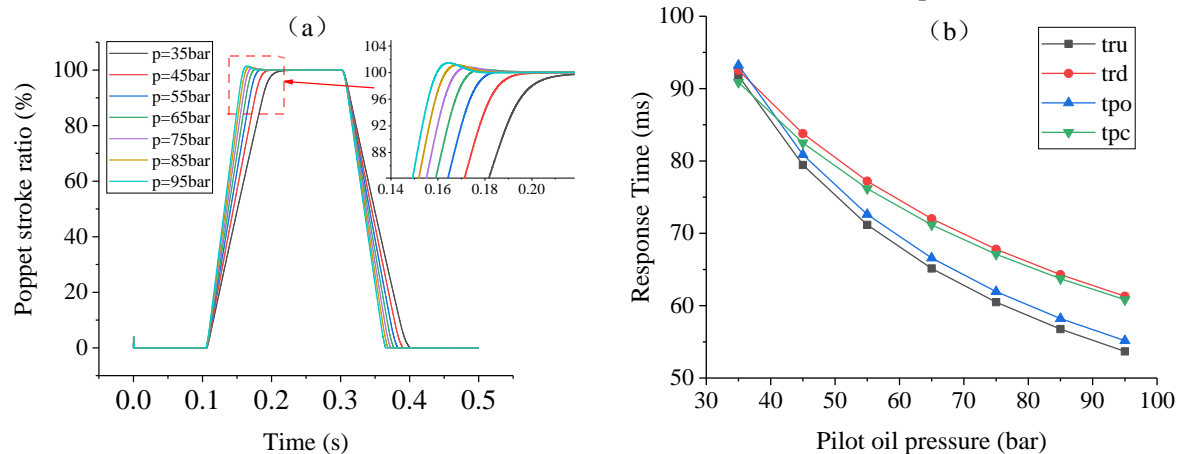 （a）
p=35bar
p=45bar
p=55bar
p=65bar
p=75bar
p=85bar
p=95bar
Poppet stroke ratio (%)
100
80
60
40
20
0
0.0 0.1 0.2 0.3 0.4 0.5
Time (s)
104
100
96
92
88
0.14 0.16 0.18 0.20
（b）
tru
trd
tpo
tpc
Response Time (ms)
100
90
80
70
60
50
30 40 50 60 70 80 90 100
Pilot oil pressure (bar)